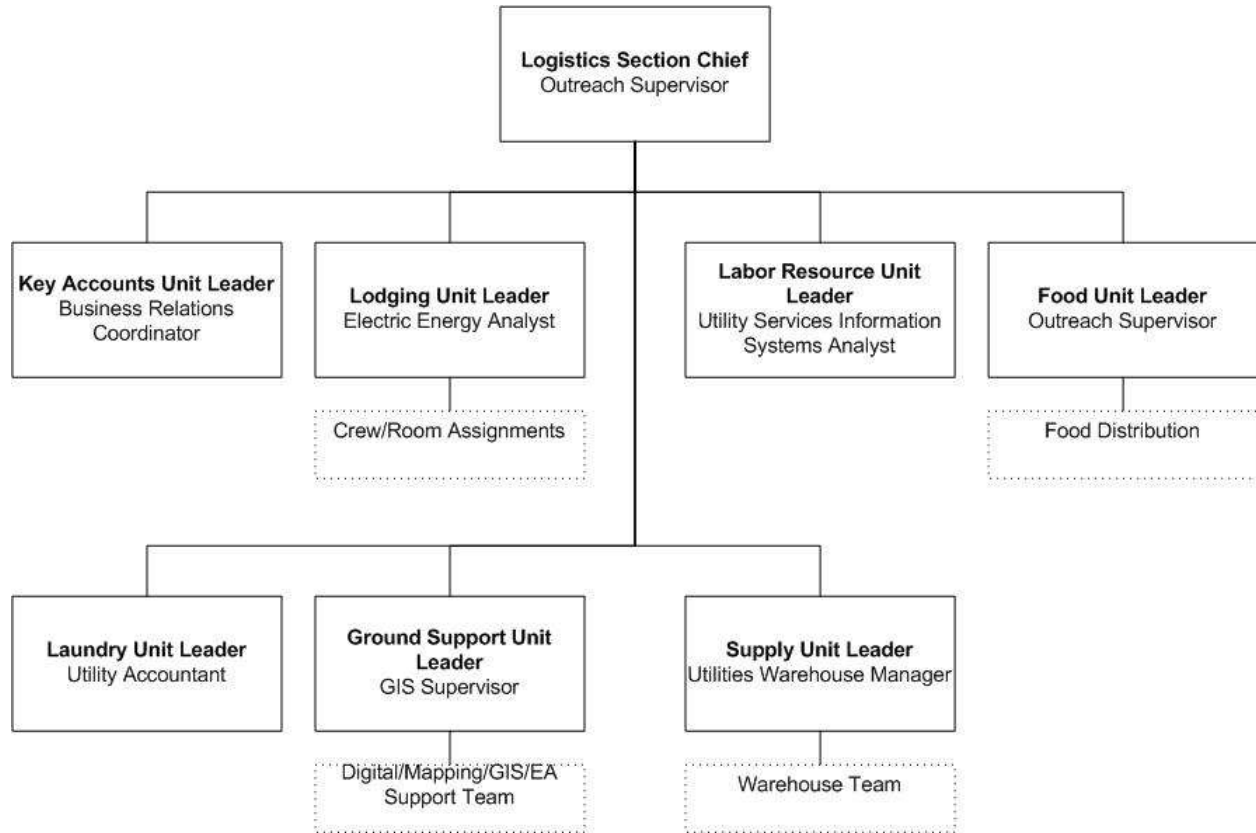 Logistics Section Chief
Outreach Supervisor
Key Accounts Unit Leader
Business Relations
Coordinator
Lodging Unit Leader
Electric Energy Analyst
Labor Resource Unit
Leader
Utility Services Information
Systems Analyst
Food Unit Leader
Outreach Supervisor
Crew/Room Assignments
Food Distribution
Laundry Unit Leader
Utility Accountant
Ground Support Unit
Leader
GIS Supervisor
Supply Unit Leader
Utilities Warehouse Manager
Digital/Mapping/GIS/EA
Support Team
Warehouse Team